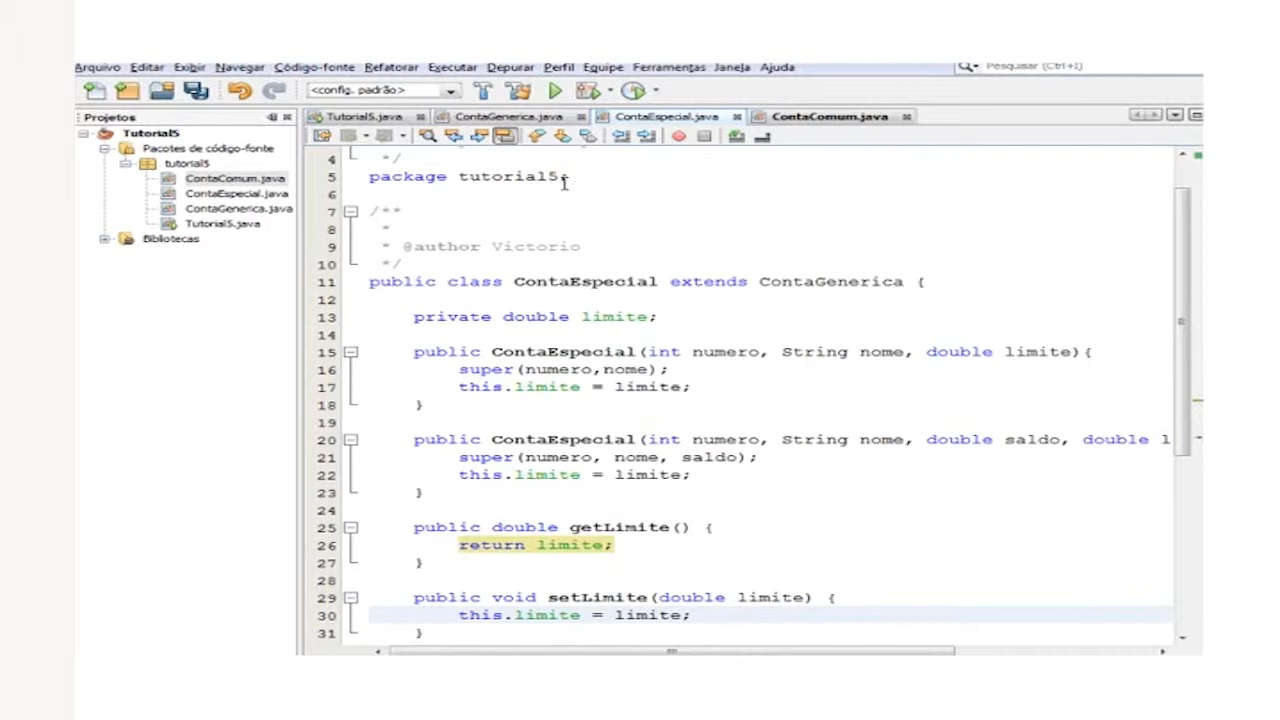 Arquivo Editar Exibir Navegar Código-fonte Refatorar Executar Depurar Perfil Equipe Ferramentas Janela Ajuda
Pesquisar (Ctrl+I)
<config. padrão>
Projetos
Tutorial5
Pacotes de código-fonte
tutorial5
ContaComum.java
ContaEspecial.java
ContaGenerica.java
Tutorial5.java
Bibliotecas
Tutorial5.java ContaGenerica.java ContaEspecial.java ContaComum.java
4 */
5 package tutorial5;
6
7 /**
8 *
9 * @author Victorio
10 */
11 public class ContaEspecial extends ContaGenerica {
12
13 private double limite;
14
15 public ContaEspecial(int numero, String nome, double limite){
16 super(numero,nome);
17 this.limite = limite;
18 }
19
20 public ContaEspecial(int numero, String nome, double saldo, double l
21 super(numero, nome, saldo);
22 this.limite = limite;
23 }
24
25 public double getLimite() {
26 return limite;
27 }
28
29 public void setLimite(double limite) {
30 this.limite = limite;
31 }